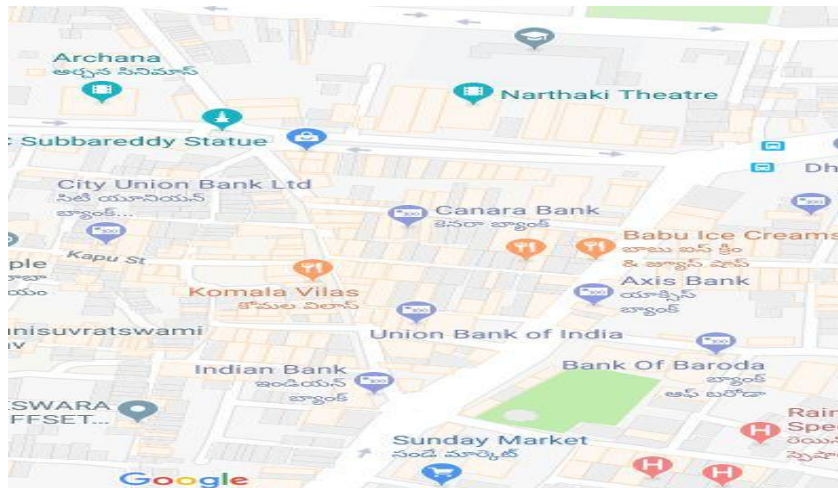 Archana
అర్చన సినిమాస్
Narthaki Theatre
Subbareddy Statue
City Union Bank Ltd
సిటీ యూనియన్
బ్యాంక్...
Canara Bank
కెనరా బ్యాంక్
Babu Ice Creams
బాబు ఐస్ క్రీం
& జ్యూస్ షాప్
Kapu St
Komala Vilas
కోమల విలాస్
Axis Bank
యాక్సిస్
బ్యాంక్
Union Bank of India
Indian Bank
ఇండియన్
బ్యాంక్
Bank Of Baroda
బ్యాంక్
ఆఫ్ బరోడా
Sunday Market
సండే మార్కెట్
Google